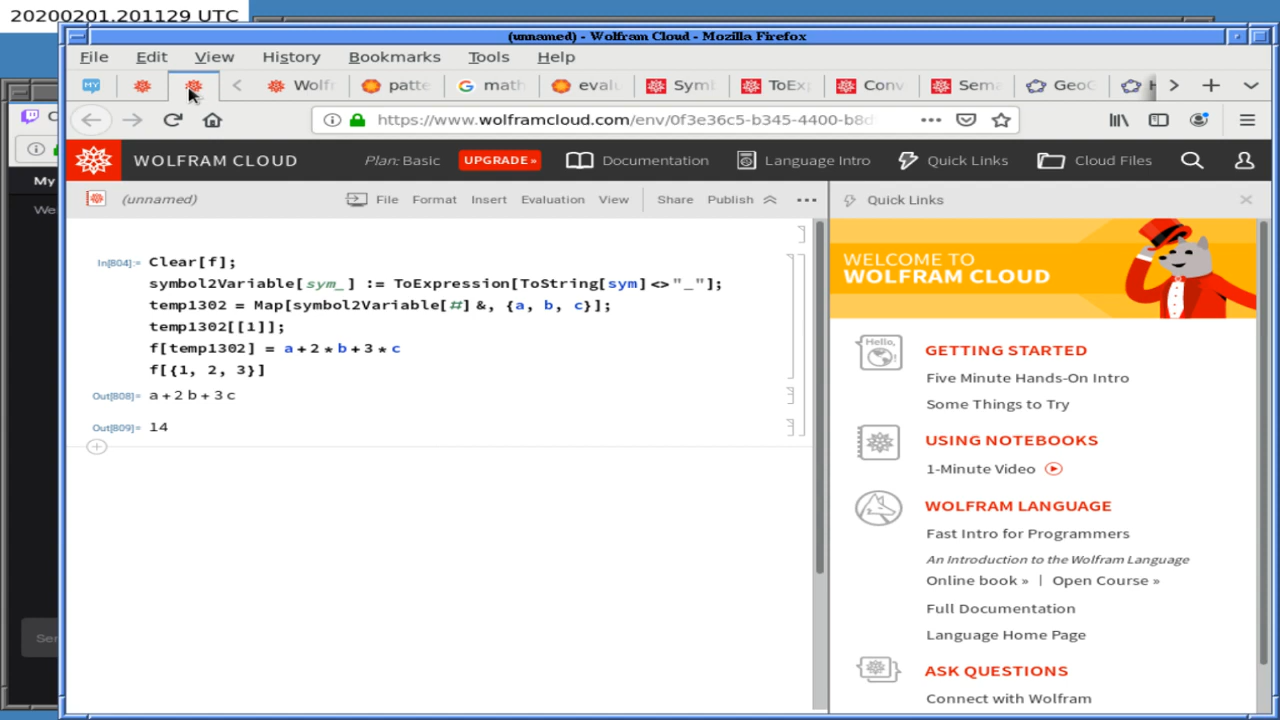 20200201.201129 UTC
(unnamed) - Wolfram Cloud - Mozilla Firefox
File Edit View History Bookmarks Tools Help
MY Wolfr patte math evalu Symb ToExp Conv Sema GeoG
https://www.wolframcloud.com/env/0f3e36c5-b345-4400-b8d
WOLFRAM CLOUD Plan: Basic UPGRADE » Documentation Language Intro Quick Links Cloud Files
(unnamed) File Format Insert Evaluation View Share Publish
Quick Links
My
We
Ser
In[804]:= Clear[f];
symbol2Variable[sym_] := ToExpression[ToString[sym]<>"_"];
temp1302 = Map[symbol2Variable[#]&, {a, b, c}];
temp1302[[1]];
f[temp1302] = a+2*b+3*c
f[{1, 2, 3}]
Out[808]= a+2 b+3 c
Out[809]= 14
WELCOME TO
WOLFRAM CLOUD
Hello,
GETTING STARTED
Five Minute Hands-On Intro
Some Things to Try
USING NOTEBOOKS
1-Minute Video
WOLFRAM LANGUAGE
Fast Intro for Programmers
An Introduction to the Wolfram Language
Online book » | Open Course »
Full Documentation
Language Home Page
ASK QUESTIONS
Connect with Wolfram